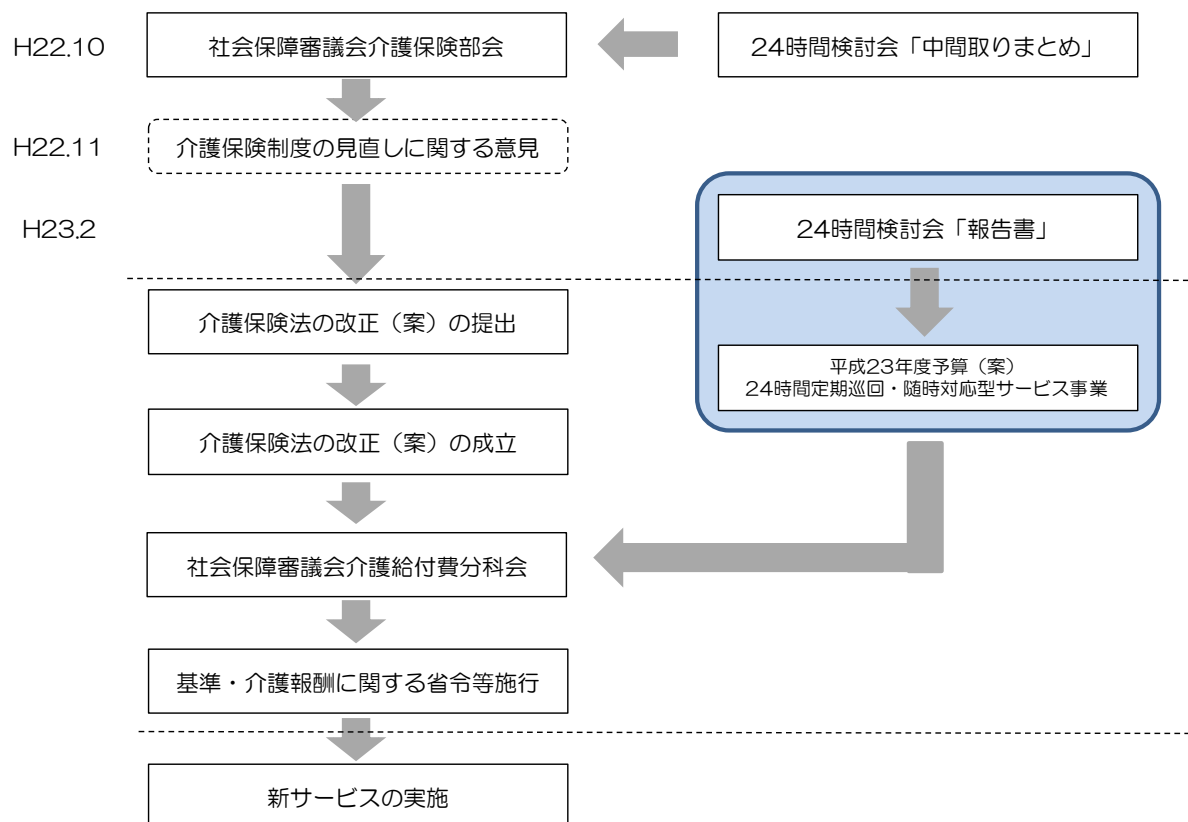 H22.10
社会保障審議会介護保険部会
24時間検討会「中間取りまとめ」
H22.11
介護保険制度の見直しに関する意見
H23.2
24時間検討会「報告書」
介護保険法の改正（案）の提出
平成23年度予算（案）
24時間定期巡回・随時対応型サービス事業
介護保険法の改正（案）の成立
社会保障審議会介護給付費分科会
基準・介護報酬に関する省令等施行
新サービスの実施